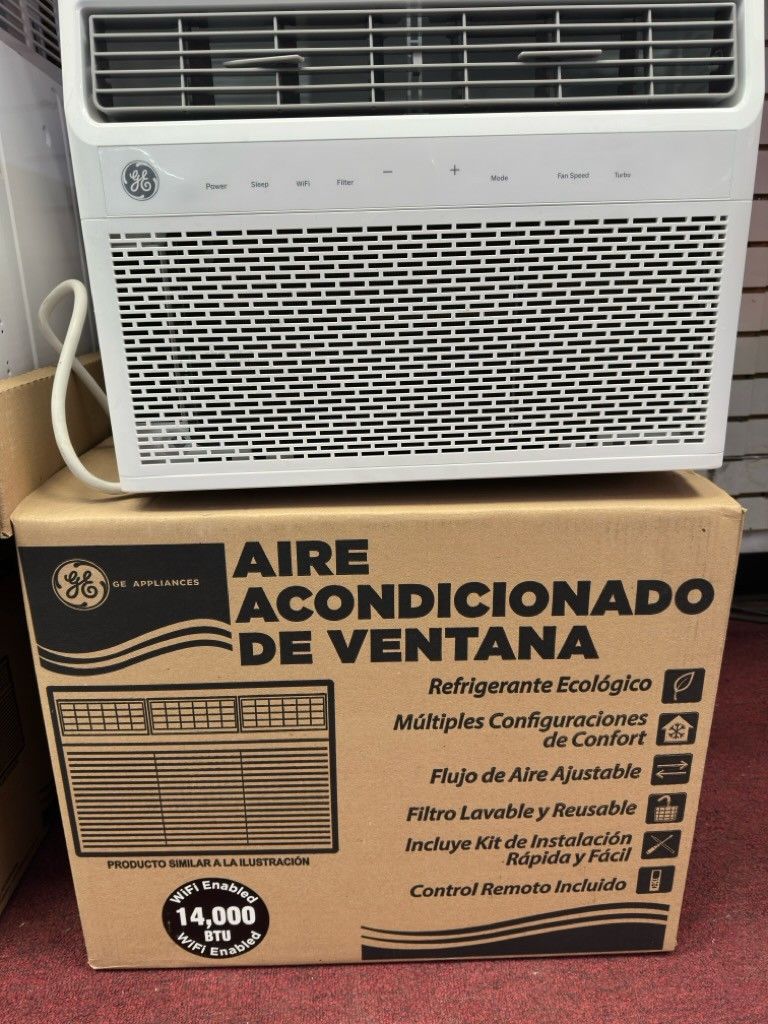 GE
Power Sleep WiFi Filter − + Mode Fan Speed Turbo
GE GE APPLIANCES
AIRE
ACONDICIONADO
DE VENTANA
Refrigerante Ecológico
Múltiples Configuraciones
de Confort
Flujo de Aire Ajustable
Filtro Lavable y Reusable
Incluye Kit de Instalación
Rápida y Fácil
Control Remoto Incluido
PRODUCTO SIMILAR A LA ILUSTRACIÓN
WiFi Enabled
14,000
BTU
WiFi Enabled